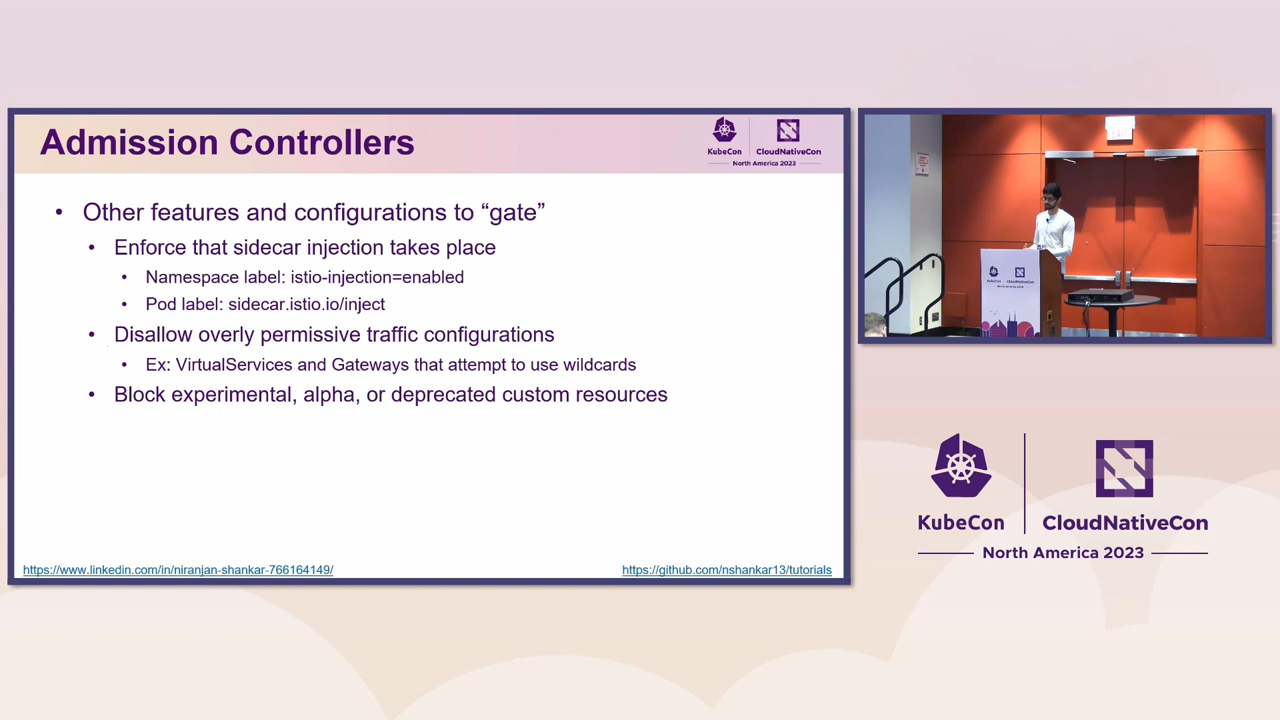 Admission Controllers
KubeCon
CloudNativeCon
North America 2023
• Other features and configurations to “gate”
• Enforce that sidecar injection takes place
• Namespace label: istio-injection=enabled
• Pod label: sidecar.istio.io/inject
• Disallow overly permissive traffic configurations
• Ex: VirtualServices and Gateways that attempt to use wildcards
• Block experimental, alpha, or deprecated custom resources
https://www.linkedin.com/in/niranjan-shankar-766164149/
https://github.com/nshankar13/tutorials
EXIT
KubeCon
CloudNativeCon
North America 2023